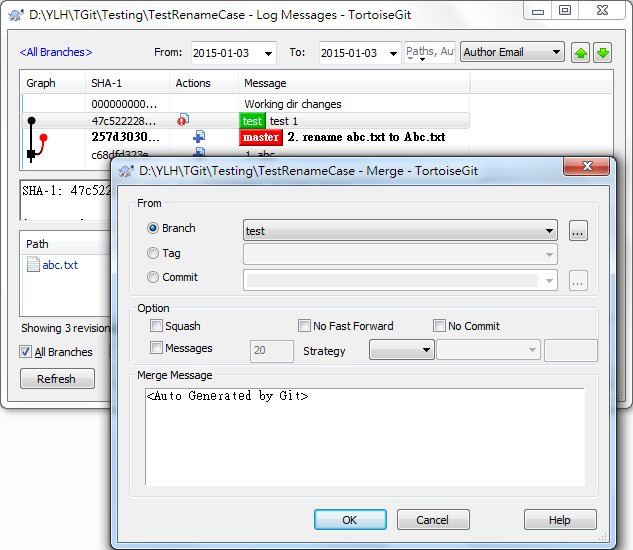 D:\YLH\TGit\Testing\TestRenameCase - Log Messages - TortoiseGit
<All Branches> From: 2015-01-03 To: 2015-01-03 Paths, Au Author Email
Graph SHA-1 Actions Message
000000000... Working dir changes
47c522228... test test 1
257d3030... master 2. rename abc.txt to Abc.txt
c68dfd323e 1. abc
SHA-1: 47c522
Path
abc.txt
Showing 3 revision
All Branches
Refresh
D:\YLH\TGit\Testing\TestRenameCase - Merge - TortoiseGit
From
Branch test ...
Tag
Commit ...
Option
Squash No Fast Forward No Commit
Messages 20 Strategy
Merge Message
<Auto Generated by Git>
OK Cancel Help